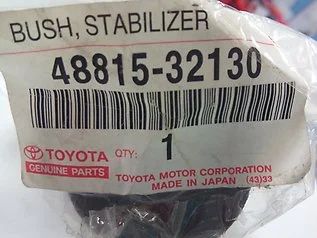 BUSH, STABILIZER
48815-32130
TOYOTA QTY: 1
GENUINE PARTS
TOYOTA MOTOR CORPORATION
MADE IN JAPAN (43)33